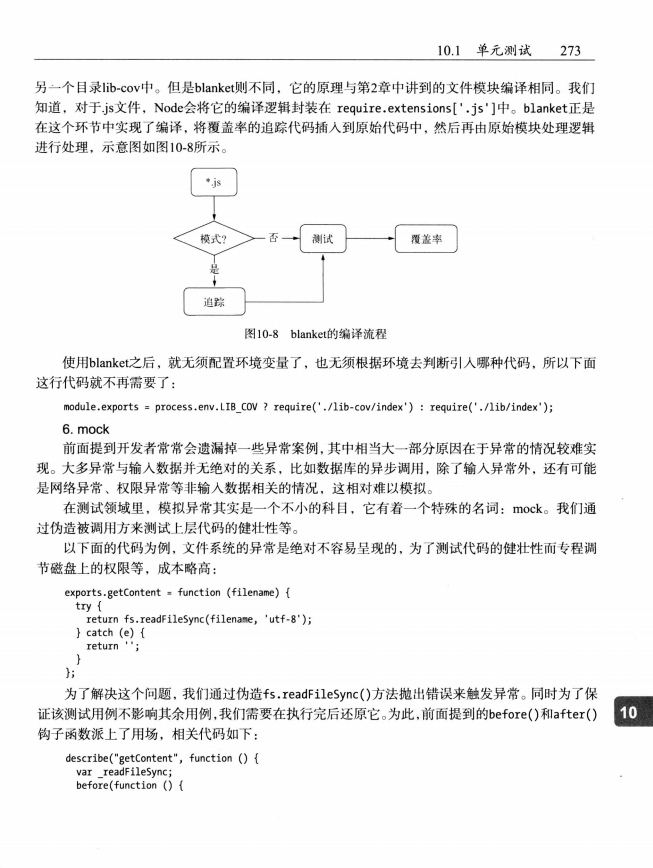 10.1 单元测试 273
另一个目录lib-cov中。但是blanket则不同，它的原理与第2章中讲到的文件模块编译相同。我们
知道，对于.js文件，Node会将它的编译逻辑封装在 require.extensions['.js']中。blanket正是
在这个环节中实现了编译，将覆盖率的追踪代码插入到原始代码中，然后再由原始模块处理逻辑
进行处理，示意图如图10-8所示。
*.js
模式?
否
测试
覆盖率
是
追踪
图10-8 blanket的编译流程
使用blanket之后，就无须配置环境变量了，也无须根据环境去判断引入哪种代码，所以下面
这行代码就不再需要了：
module.exports = process.env.LIB_COV ? require('./lib-cov/index') : require('./lib/index');
6. mock
前面提到开发者常常会遗漏掉一些异常案例，其中相当大一部分原因在于异常的情况较难实
现。大多异常与输入数据并无绝对的关系，比如数据库的异步调用，除了输入异常外，还有可能
是网络异常、权限异常等非输入数据相关的情况，这相对难以模拟。
在测试领域里，模拟异常其实是一个不小的科目，它有着一个特殊的名词：mock。我们通
过伪造被调用方来测试上层代码的健壮性等。
以下面的代码为例，文件系统的异常是绝对不容易呈现的，为了测试代码的健壮性而专程调
节磁盘上的权限等，成本略高：
exports.getContent = function (filename) {
try {
return fs.readFileSync(filename, 'utf-8');
} catch (e) {
return '';
}
};
为了解决这个问题，我们通过伪造fs.readFileSync()方法抛出错误来触发异常。同时为了保
证该测试用例不影响其余用例，我们需要在执行完后还原它。为此，前面提到的before()和after()
钩子函数派上了用场，相关代码如下：
10
describe("getContent", function () {
var _readFileSync;
before(function () {